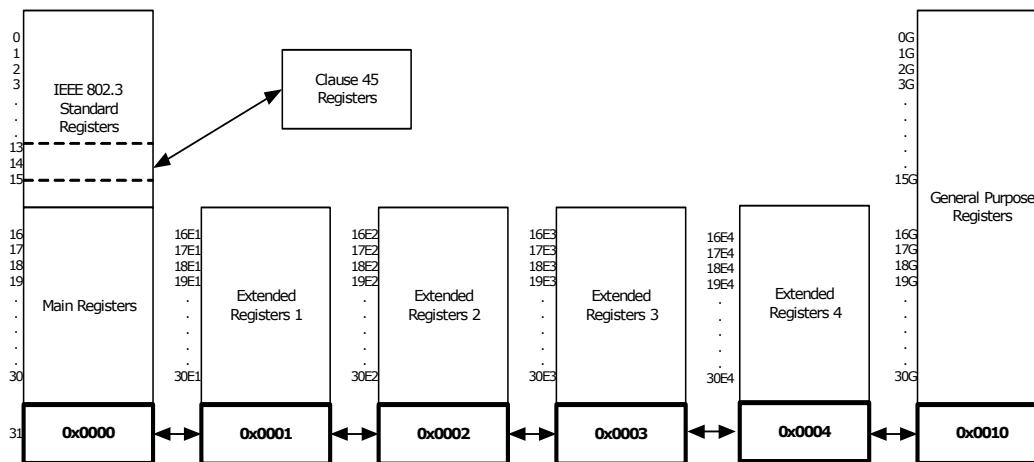 0
1
2
3
.
.
.
13
14
15
IEEE 802.3
Standard
Registers
Clause 45
Registers
16
17
18
19
.
.
.
.
.
30
Main Registers
16E1
17E1
18E1
19E1
.
.
.
.
.
30E1
Extended
Registers 1
16E2
17E2
18E2
19E2
.
.
.
.
.
30E2
Extended
Registers 2
16E3
17E3
18E3
19E3
.
.
.
.
.
30E3
Extended
Registers 3
16E4
17E4
18E4
19E4
.
.
.
.
.
30E4
Extended
Registers 4
0G
1G
2G
3G
.
.
.
.
.
15G
16G
17G
18G
19G
.
.
.
.
.
30G
General Purpose
Registers
31
0x0000
0x0001
0x0002
0x0003
0x0004
0x0010